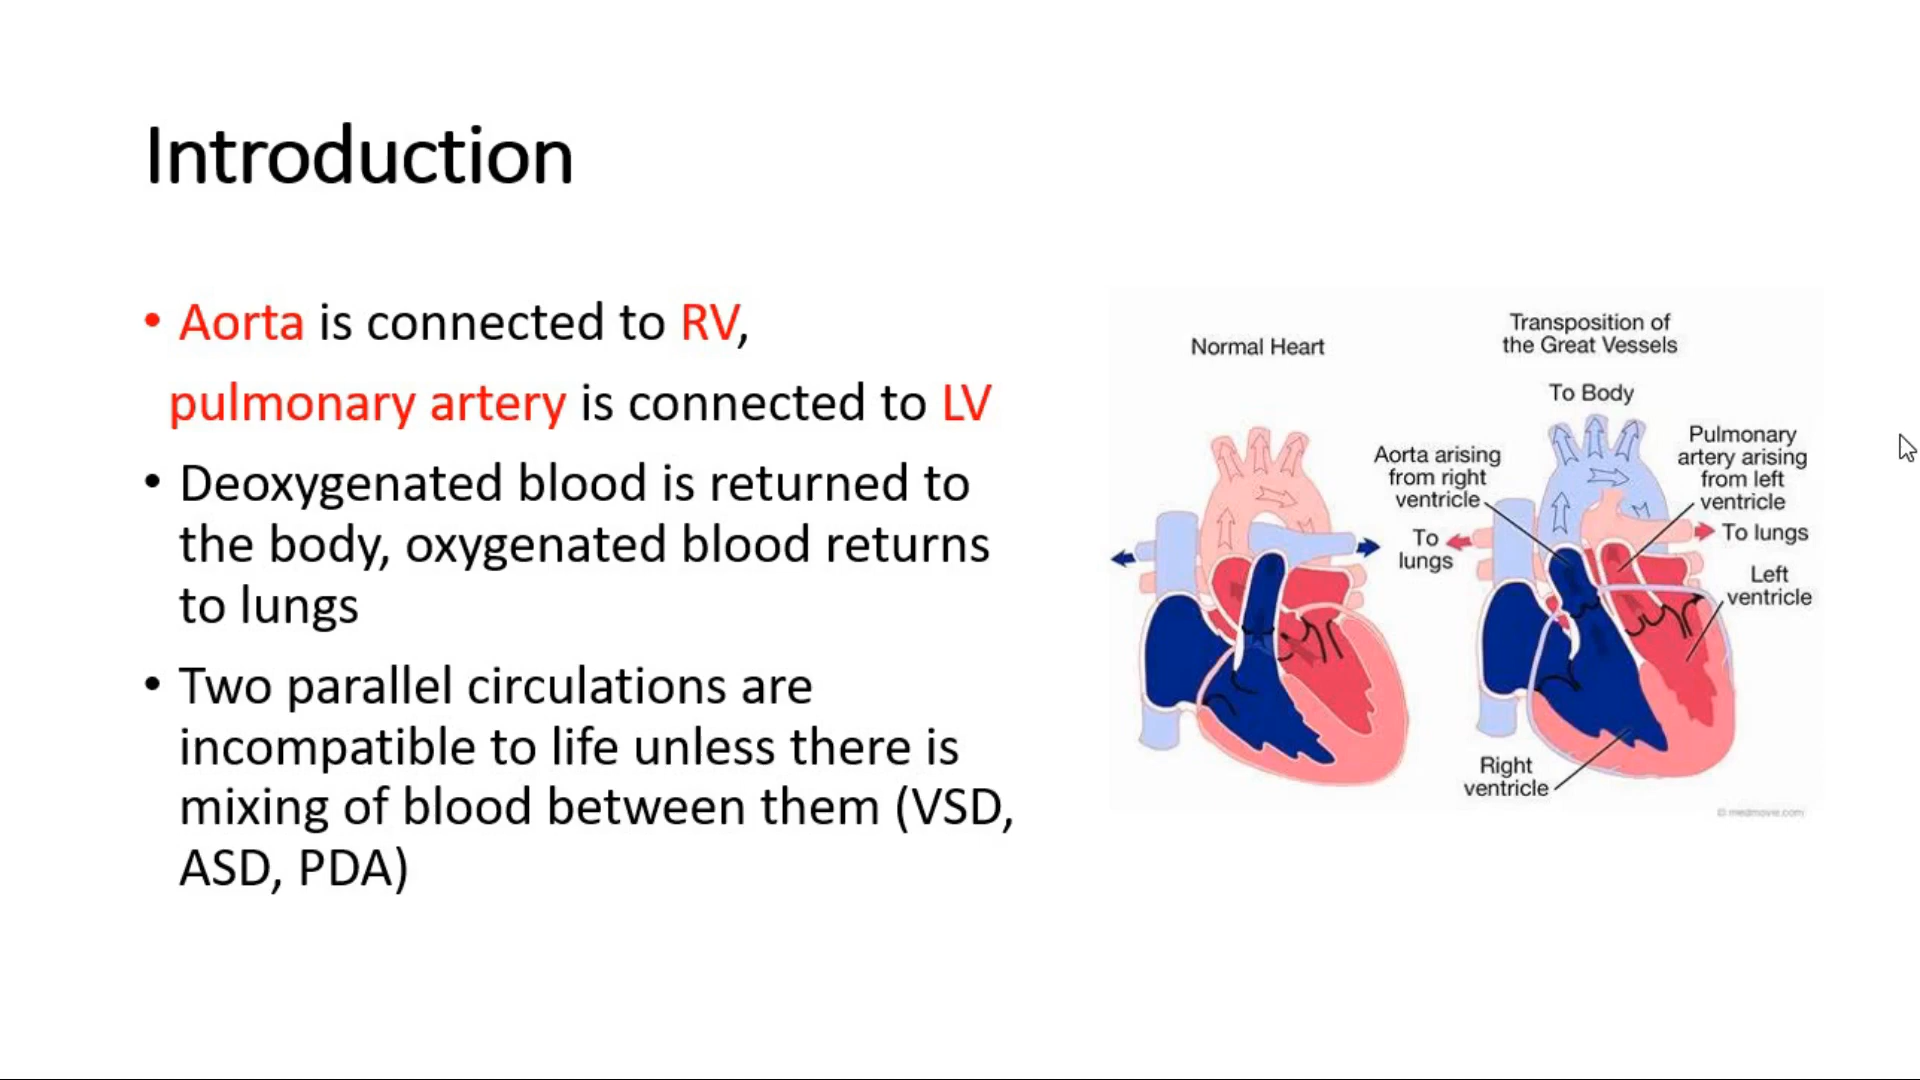 Introduction
• Aorta is connected to RV,
pulmonary artery is connected to LV
• Deoxygenated blood is returned to
the body, oxygenated blood returns
to lungs
• Two parallel circulations are
incompatible to life unless there is
mixing of blood between them (VSD,
ASD, PDA)
Normal Heart
Transposition of
the Great Vessels
To Body
Aorta arising
from right
ventricle
Pulmonary
artery arising
from left
ventricle
To
lungs
To lungs
Left
ventricle
Right
ventricle
© medmovie.com